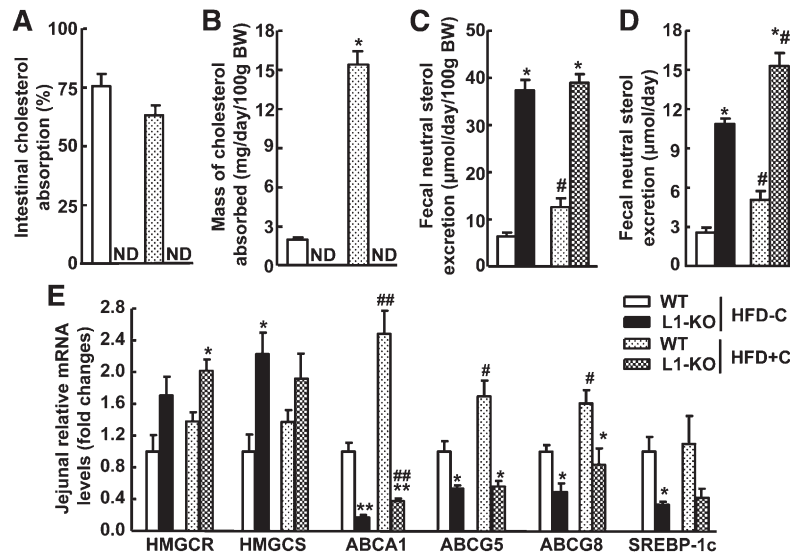 A
Intestinal cholesterol
absorption (%)
100
75
50
25
0
ND
ND
B
Mass of cholesterol
absorbed (mg/day/100g BW)
18
15
12
9
6
3
0
*
ND
ND
C
Fecal neutral sterol
excretion (µmol/day/100g BW)
50
40
30
20
10
0
*
#
*
D
Fecal neutral sterol
excretion (µmol/day)
18
15
12
9
6
3
0
*
#
*#
E
Jejunal relative mRNA
levels (fold changes)
2.8
2.4
2.0
1.6
1.2
0.8
0.4
0.0
*
*
**
##
##
**
*
#
*
*
#
*
*
HMGCR HMGCS ABCA1 ABCG5 ABCG8 SREBP-1c
WT
L1-KO
HFD-C
WT
L1-KO
HFD+C